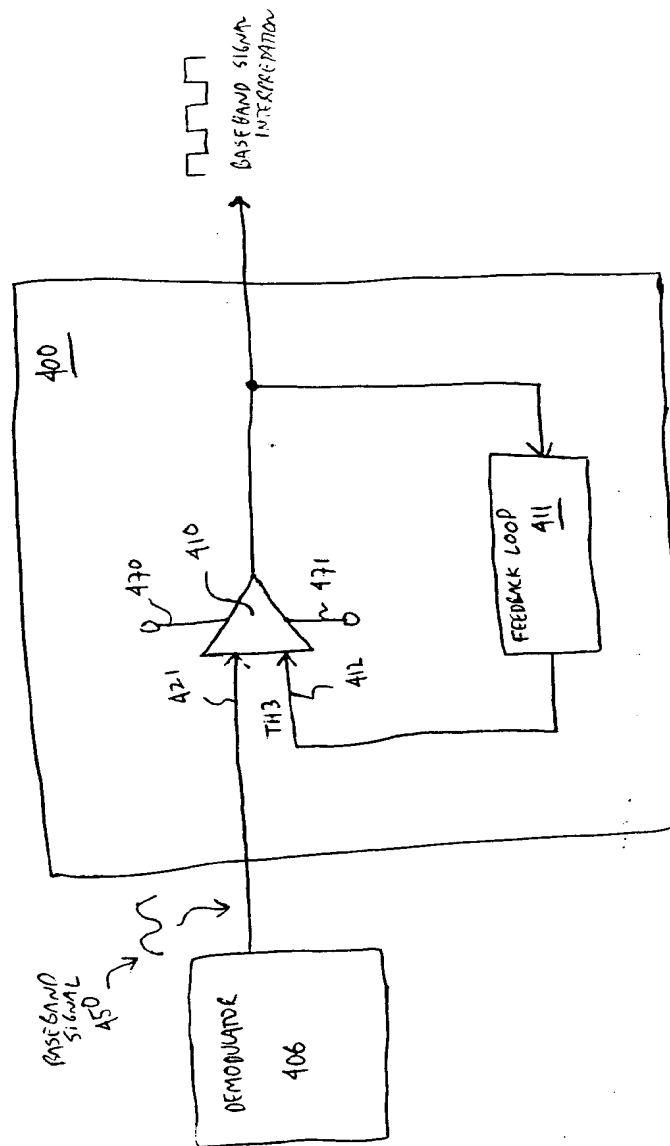 BASEBAND SIGNAL
INTERPRETATION
400
470
410
421
471
TH3
412
FEEDBACK LOOP
411
BASEBAND
SIGNAL
450
DEMODULATOR
406